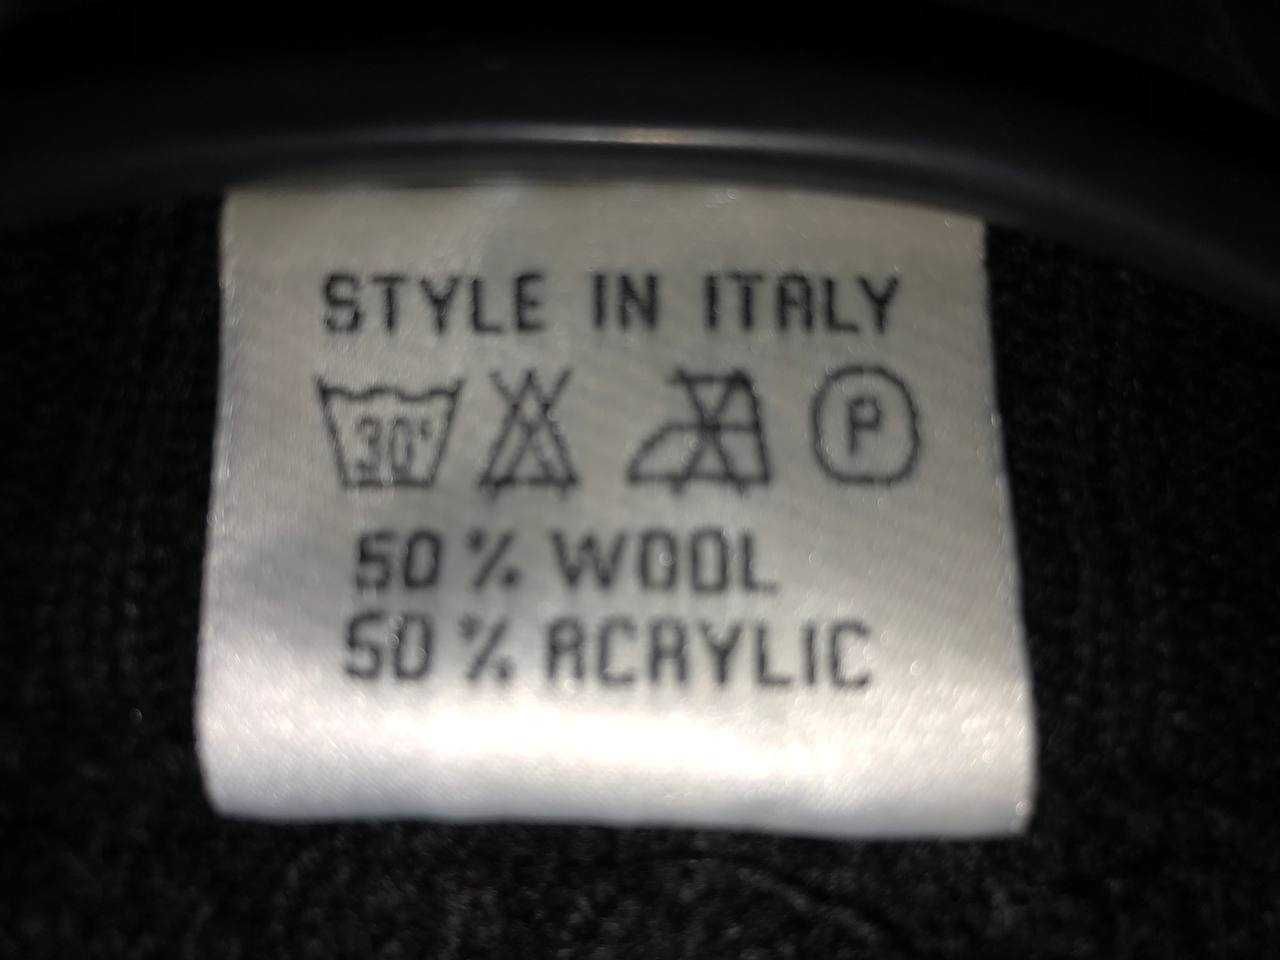 STYLE IN ITALY
30° P
50% WOOL
50% ACRYLIC